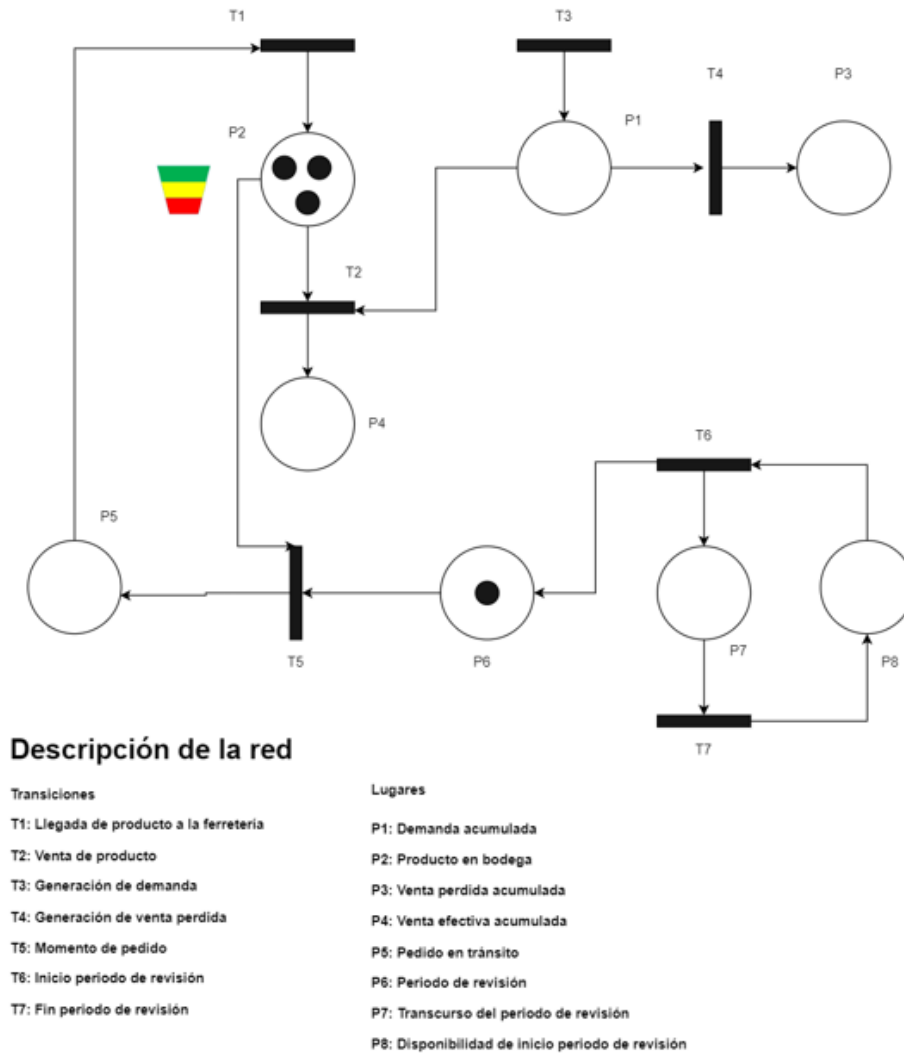 T1
T3
T4
P3
P2
P1
T2
P4
T6
P5
T5
P6
P7
P8
T7
Descripción de la red
Transiciones
T1: Llegada de producto a la ferretería
T2: Venta de producto
T3: Generación de demanda
T4: Generación de venta perdida
T5: Momento de pedido
T6: Inicio periodo de revisión
T7: Fin periodo de revisión
Lugares
P1: Demanda acumulada
P2: Producto en bodega
P3: Venta perdida acumulada
P4: Venta efectiva acumulada
P5: Pedido en tránsito
P6: Periodo de revisión
P7: Transcurso del periodo de revisión
P8: Disponibilidad de inicio periodo de revisión